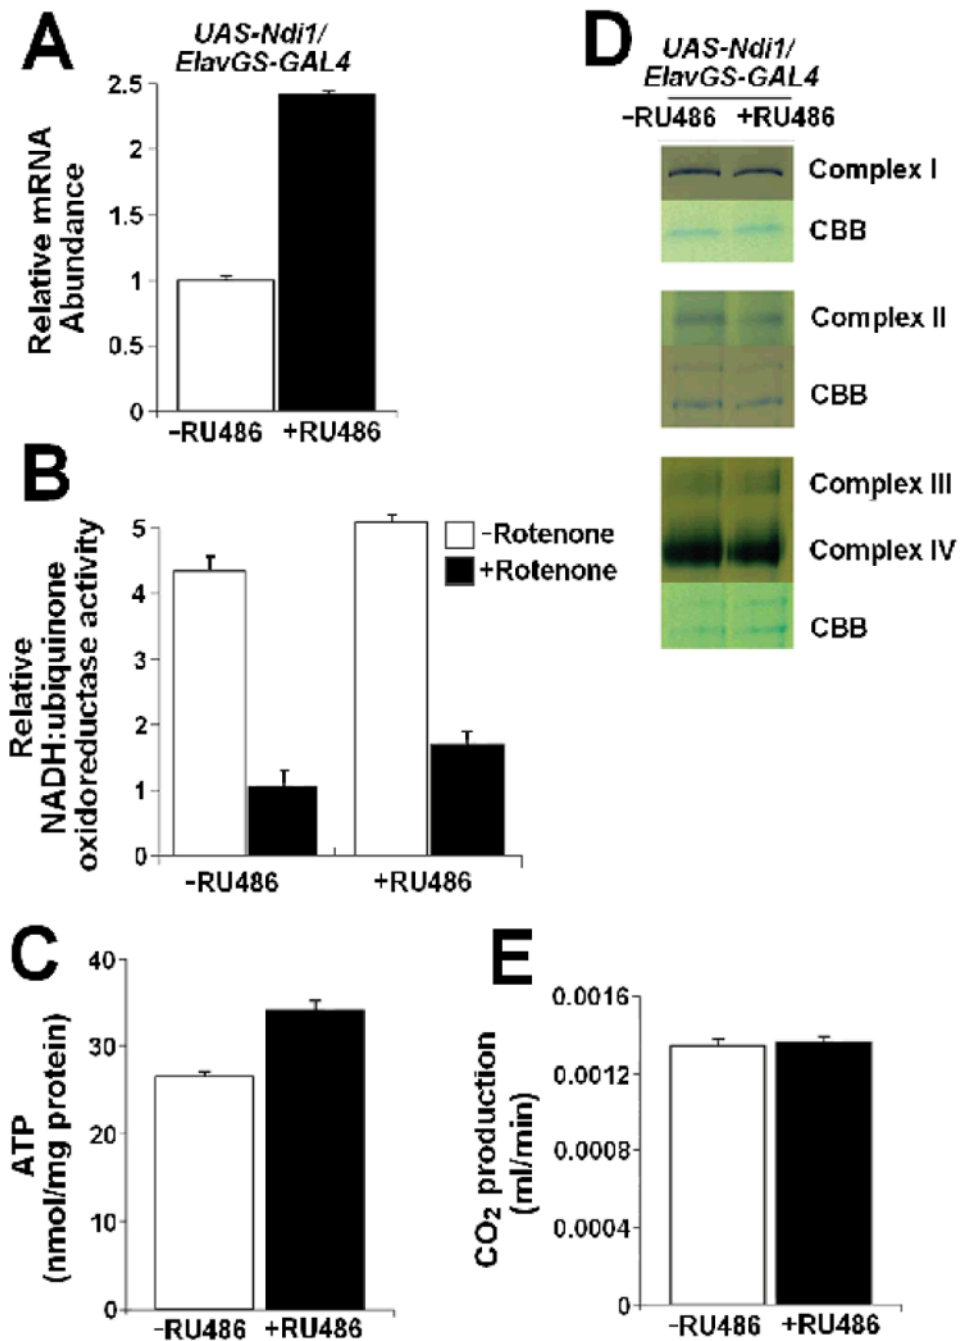 A
UAS-Ndi1/
ElavGS-GAL4
Relative mRNA
Abundance
2.5
2
1.5
1
0.5
0
-RU486 +RU486
B
Relative
NADH:ubiquinone
oxidoreductase activity
5
4
3
2
1
0
-Rotenone
+Rotenone
-RU486 +RU486
C
ATP
(nmol/mg protein)
40
30
20
10
0
-RU486 +RU486
D
UAS-Ndi1/
ElavGS-GAL4
-RU486 +RU486
Complex I
CBB
Complex II
CBB
Complex III
Complex IV
CBB
E
CO2 production
(ml/min)
0.0016
0.0012
0.0008
0.0004
0
-RU486 +RU486